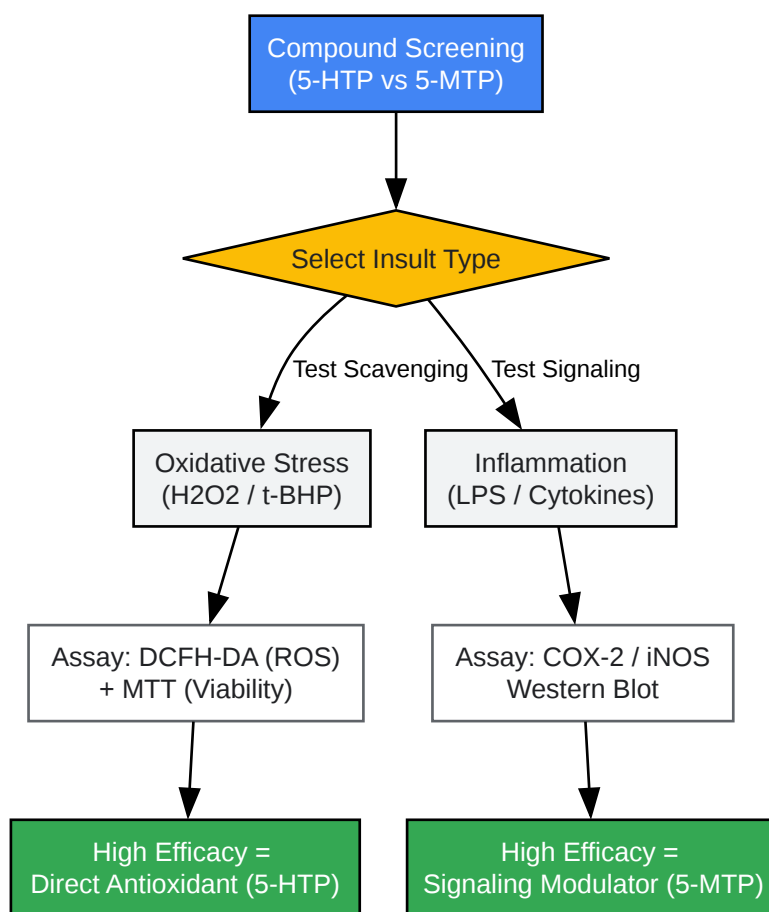 Compound Screening
(5-HTP vs 5-MTP)
Select Insult Type
Test Scavenging
Test Signaling
Oxidative Stress
(H2O2 / t-BHP)
Inflammation
(LPS / Cytokines)
Assay: DCFH-DA (ROS)
+ MTT (Viability)
Assay: COX-2 / iNOS
Western Blot
High Efficacy =
Direct Antioxidant (5-HTP)
High Efficacy =
Signaling Modulator (5-MTP)